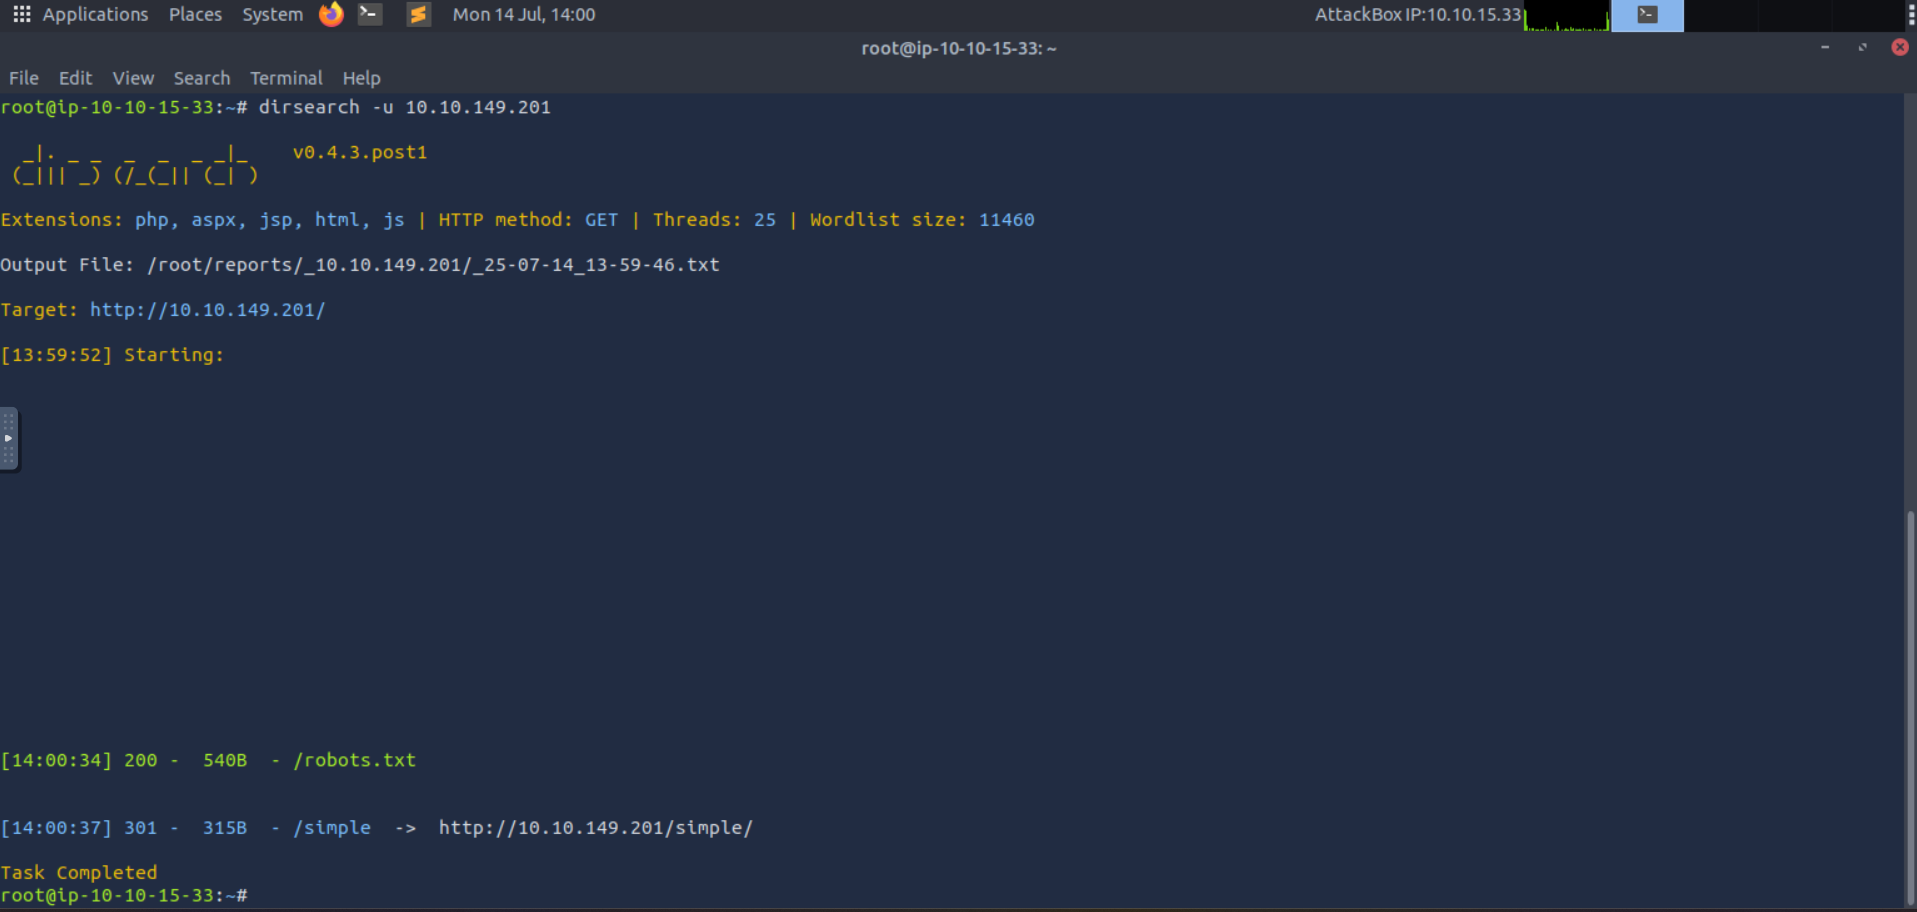 Applications Places System Mon 14 Jul, 14:00 AttackBox IP:10.10.15.33
root@ip-10-10-15-33: ~
File Edit View Search Terminal Help
root@ip-10-10-15-33:~# dirsearch -u 10.10.149.201
  _|. _ _  _  _  _ _|_    v0.4.3.post1
 (_||| _) (/_(_|| (_| )
Extensions: php, aspx, jsp, html, js | HTTP method: GET | Threads: 25 | Wordlist size: 11460
Output File: /root/reports/_10.10.149.201/_25-07-14_13-59-46.txt
Target: http://10.10.149.201/
[13:59:52] Starting:
[14:00:34] 200 -  540B  - /robots.txt
[14:00:37] 301 -  315B  - /simple  ->  http://10.10.149.201/simple/
Task Completed
root@ip-10-10-15-33:~#